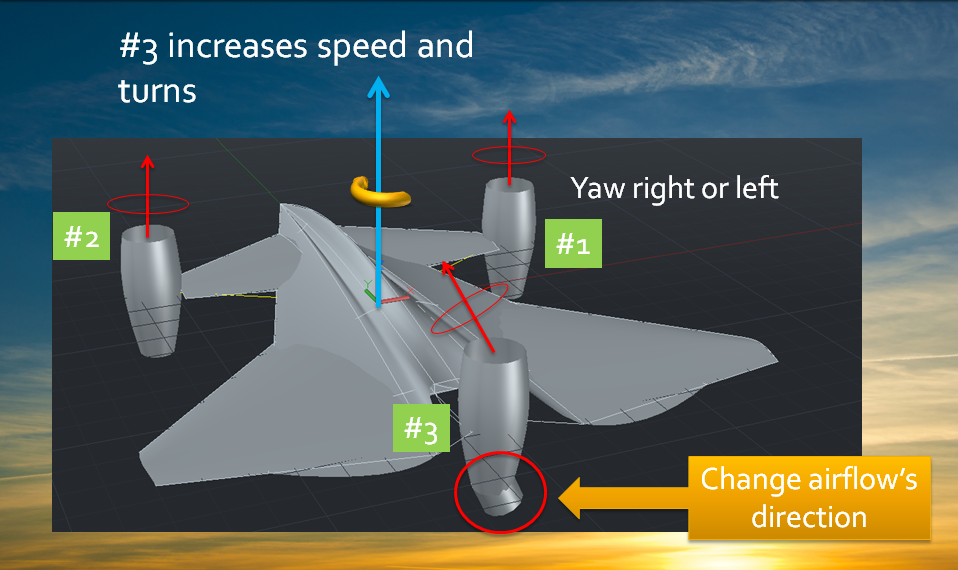 #3 increases speed and
turns
Yaw right or left
#2
#1
#3
Change airflow's
direction